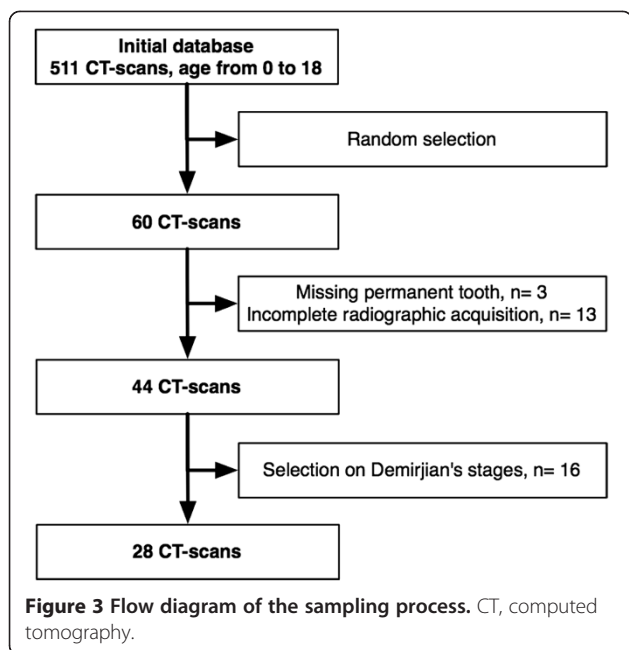 Initial database
511 CT-scans, age from 0 to 18
Random selection
60 CT-scans
Missing permanent tooth, n= 3
Incomplete radiographic acquisition, n= 13
44 CT-scans
Selection on Demirjian's stages, n= 16
28 CT-scans
Figure 3 Flow diagram of the sampling process. CT, computed
tomography.